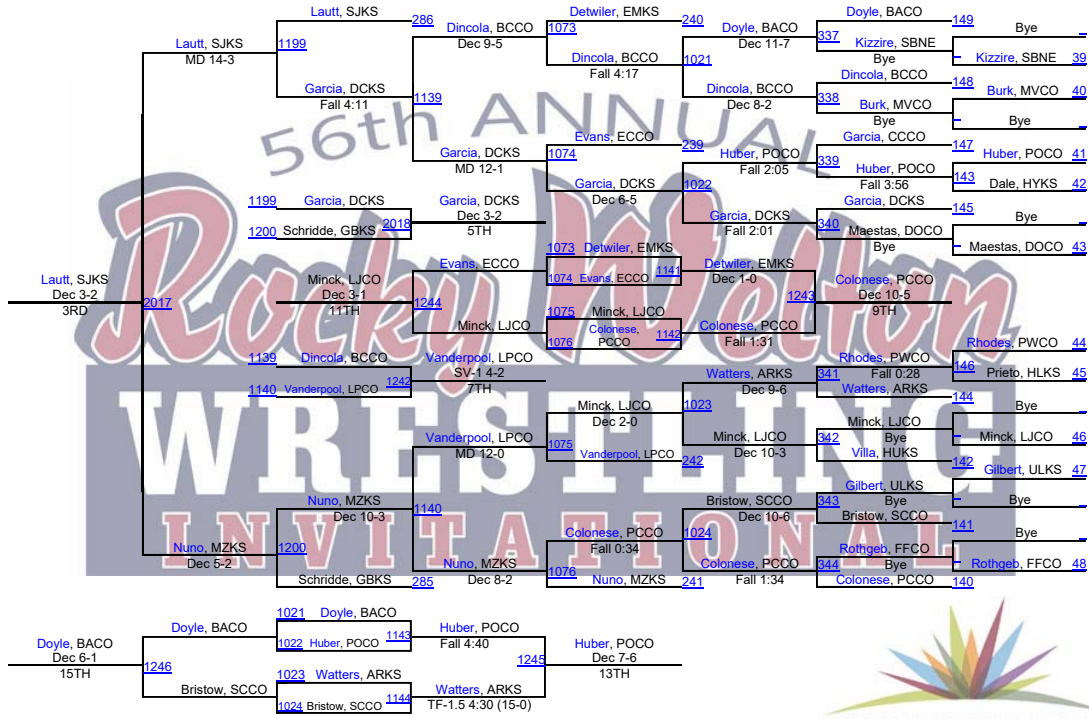 Lautt, SJKS
286
Dincola, BCCO
Dec 9-5
Detwiler, EMKS
240
1073
Doyle, BACO
Dec 11-7
Doyle, BACO
149
337
Bye
Kizzire, SBNE
Bye
Kizzire, SBNE 39
Lautt, SJKS
MD 14-3
1199
Dincola, BCCO
Fall 4:17
1021
Dincola, BCCO
148
Garcia, DCKS
Fall 4:11
1139
Dincola, BCCO
Dec 8-2
338
Burk, MVCO
Bye
Burk, MVCO 40
Bye
56th ANNUAL
Evans, ECCO
239
1074
Garcia, DCKS
MD 12-1
Huber, POCO
Fall 2:05
339
Garcia, CCCO
147
Huber, POCO
Fall 3:56
143
Huber, POCO 41
Dale, HYKS 42
Garcia, DCKS
Dec 6-5
1022
1199 Garcia, DCKS
1200 Schridde, GBKS
2018
Garcia, DCKS
Dec 3-2
5TH
Garcia, DCKS
Fall 2:01
340
Garcia, DCKS
145
Maestas, DOCO
Bye
Bye
Maestas, DOCO 43
Rocky Welton
WRESTLING
INVITATIONAL
Lautt, SJKS
Dec 3-2
3RD
2017
Minck, LJCO
Dec 3-1
11TH
1244
Evans, ECCO
1073 Detwiler, EMKS
1074 Evans, ECCO
1141
Detwiler, EMKS
Dec 1-0
1243
Colonese, PCCO
Dec 10-5
9TH
Minck, LJCO
1075 Minck, LJCO
1076
Colonese,
PCCO
1142
Colonese, PCCO
Fall 1:31
1139 Dincola, BCCO
1140 Vanderpool, LPCO
1242
Vanderpool, LPCO
SV-1 4-2
7TH
Rhodes, PWCO 44
Rhodes, PWCO
Fall 0:28
146
Prieto, HLKS 45
Watters, ARKS
Dec 9-6
341
Watters, ARKS
144
Minck, LJCO
Dec 2-0
1023
Bye
Minck, LJCO
Bye
Minck, LJCO 46
Vanderpool, LPCO
MD 12-0
1075
Vanderpool, LPCO
242
Minck, LJCO
Dec 10-3
342
Villa, HUKS
142
Gilbert, ULKS 47
Gilbert, ULKS
Bye
Bye
Nuno, MZKS
Dec 10-3
1140
Bristow, SCCO
Dec 10-6
343
Bristow, SCCO
141
Nuno, MZKS
Dec 5-2
1200
Colonese, PCCO
Fall 0:34
1024
Bye
Rothgeb, FFCO
Bye
Rothgeb, FFCO 48
Schridde, GBKS
285
Nuno, MZKS
Dec 8-2
1076
Nuno, MZKS
241
Colonese, PCCO
Fall 1:34
344
Colonese, PCCO
140
Doyle, BACO
Dec 6-1
15TH
1246
Doyle, BACO
1021 Doyle, BACO
1022 Huber, POCO
1143
Huber, POCO
Fall 4:40
1245
Huber, POCO
Dec 7-6
13TH
Bristow, SCCO
1023 Watters, ARKS
1024 Bristow, SCCO
1144
Watters, ARKS
TF-1.5 4:30 (15-0)